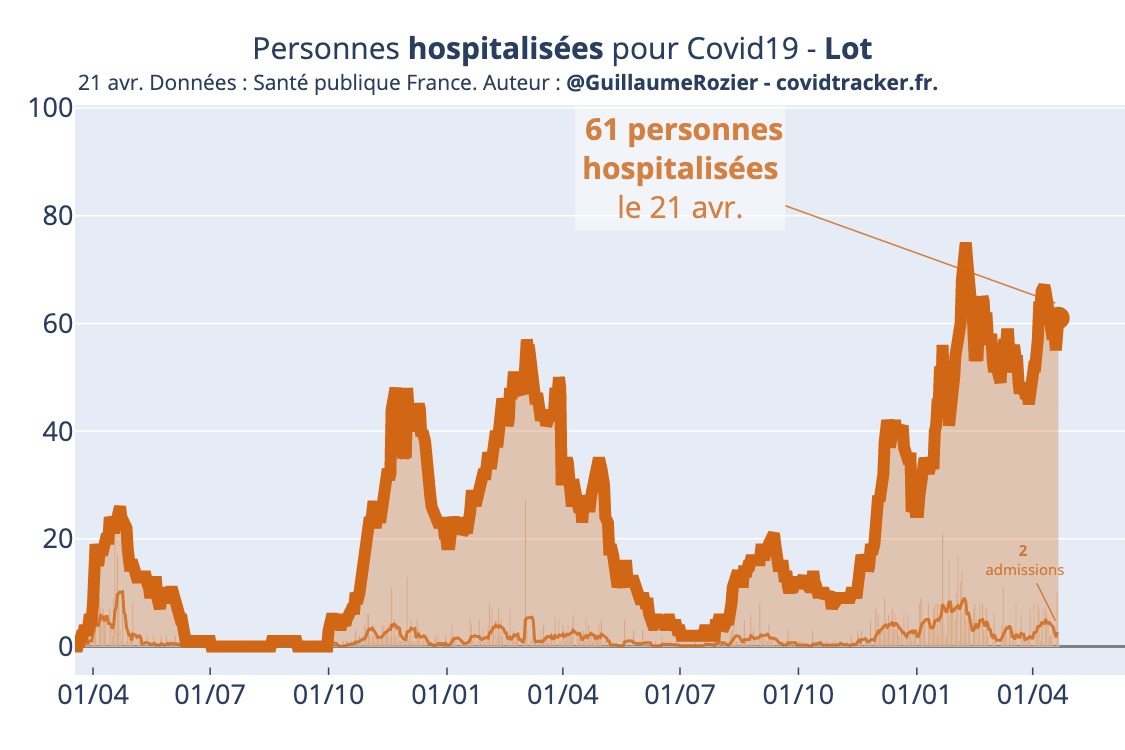 Personnes hospitalisées pour Covid19 - Lot
21 avr. Données : Santé publique France. Auteur : @GuillaumeRozier - covidtracker.fr.
100
61 personnes
hospitalisées
le 21 avr.
80
60
40
20
2
admissions
0
01/04 01/07 01/10 01/01 01/04 01/07 01/10 01/01 01/04